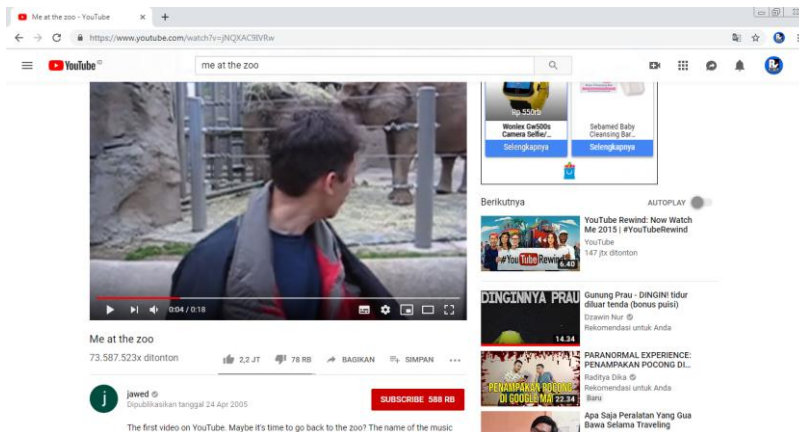 Me at the zoo - YouTube
https://www.youtube.com/watch?v=jNQXAC9IVRw
YouTube
me at the zoo
Rp 550rb
Wonlex Gw500s
Camera Selfie/...
Sebamed Baby
Cleansing Bar...
Selengkapnya
Selengkapnya
0:04 / 0:18
Me at the zoo
73.587.523x ditonton
2,2 JT
78 RB
BAGIKAN
SIMPAN
jawed
Dipublikasikan tanggal 24 Apr 2005
SUBSCRIBE 588 RB
The first video on YouTube. Maybe it's time to go back to the zoo? The name of the music
Berikutnya
AUTOPLAY
#YouTube Rewind
6.40
YouTube Rewind: Now Watch
Me 2015 | #YouTubeRewind
YouTube
147 jtx ditonton
DINGINNYA PRAU
14.34
Gunung Prau - DINGIN! tidur
diluar tenda (bonus puisi)
Dzawin Nur
Rekomendasi untuk Anda
PENAMPAKAN POCONG
DI GOOGLE MA
22.34
PARANORMAL EXPERIENCE:
PENAMPAKAN POCONG DI...
Raditya Dika
Rekomendasi untuk Anda
Baru
Apa Saja Peralatan Yang Gua
Bawa Selama Traveling